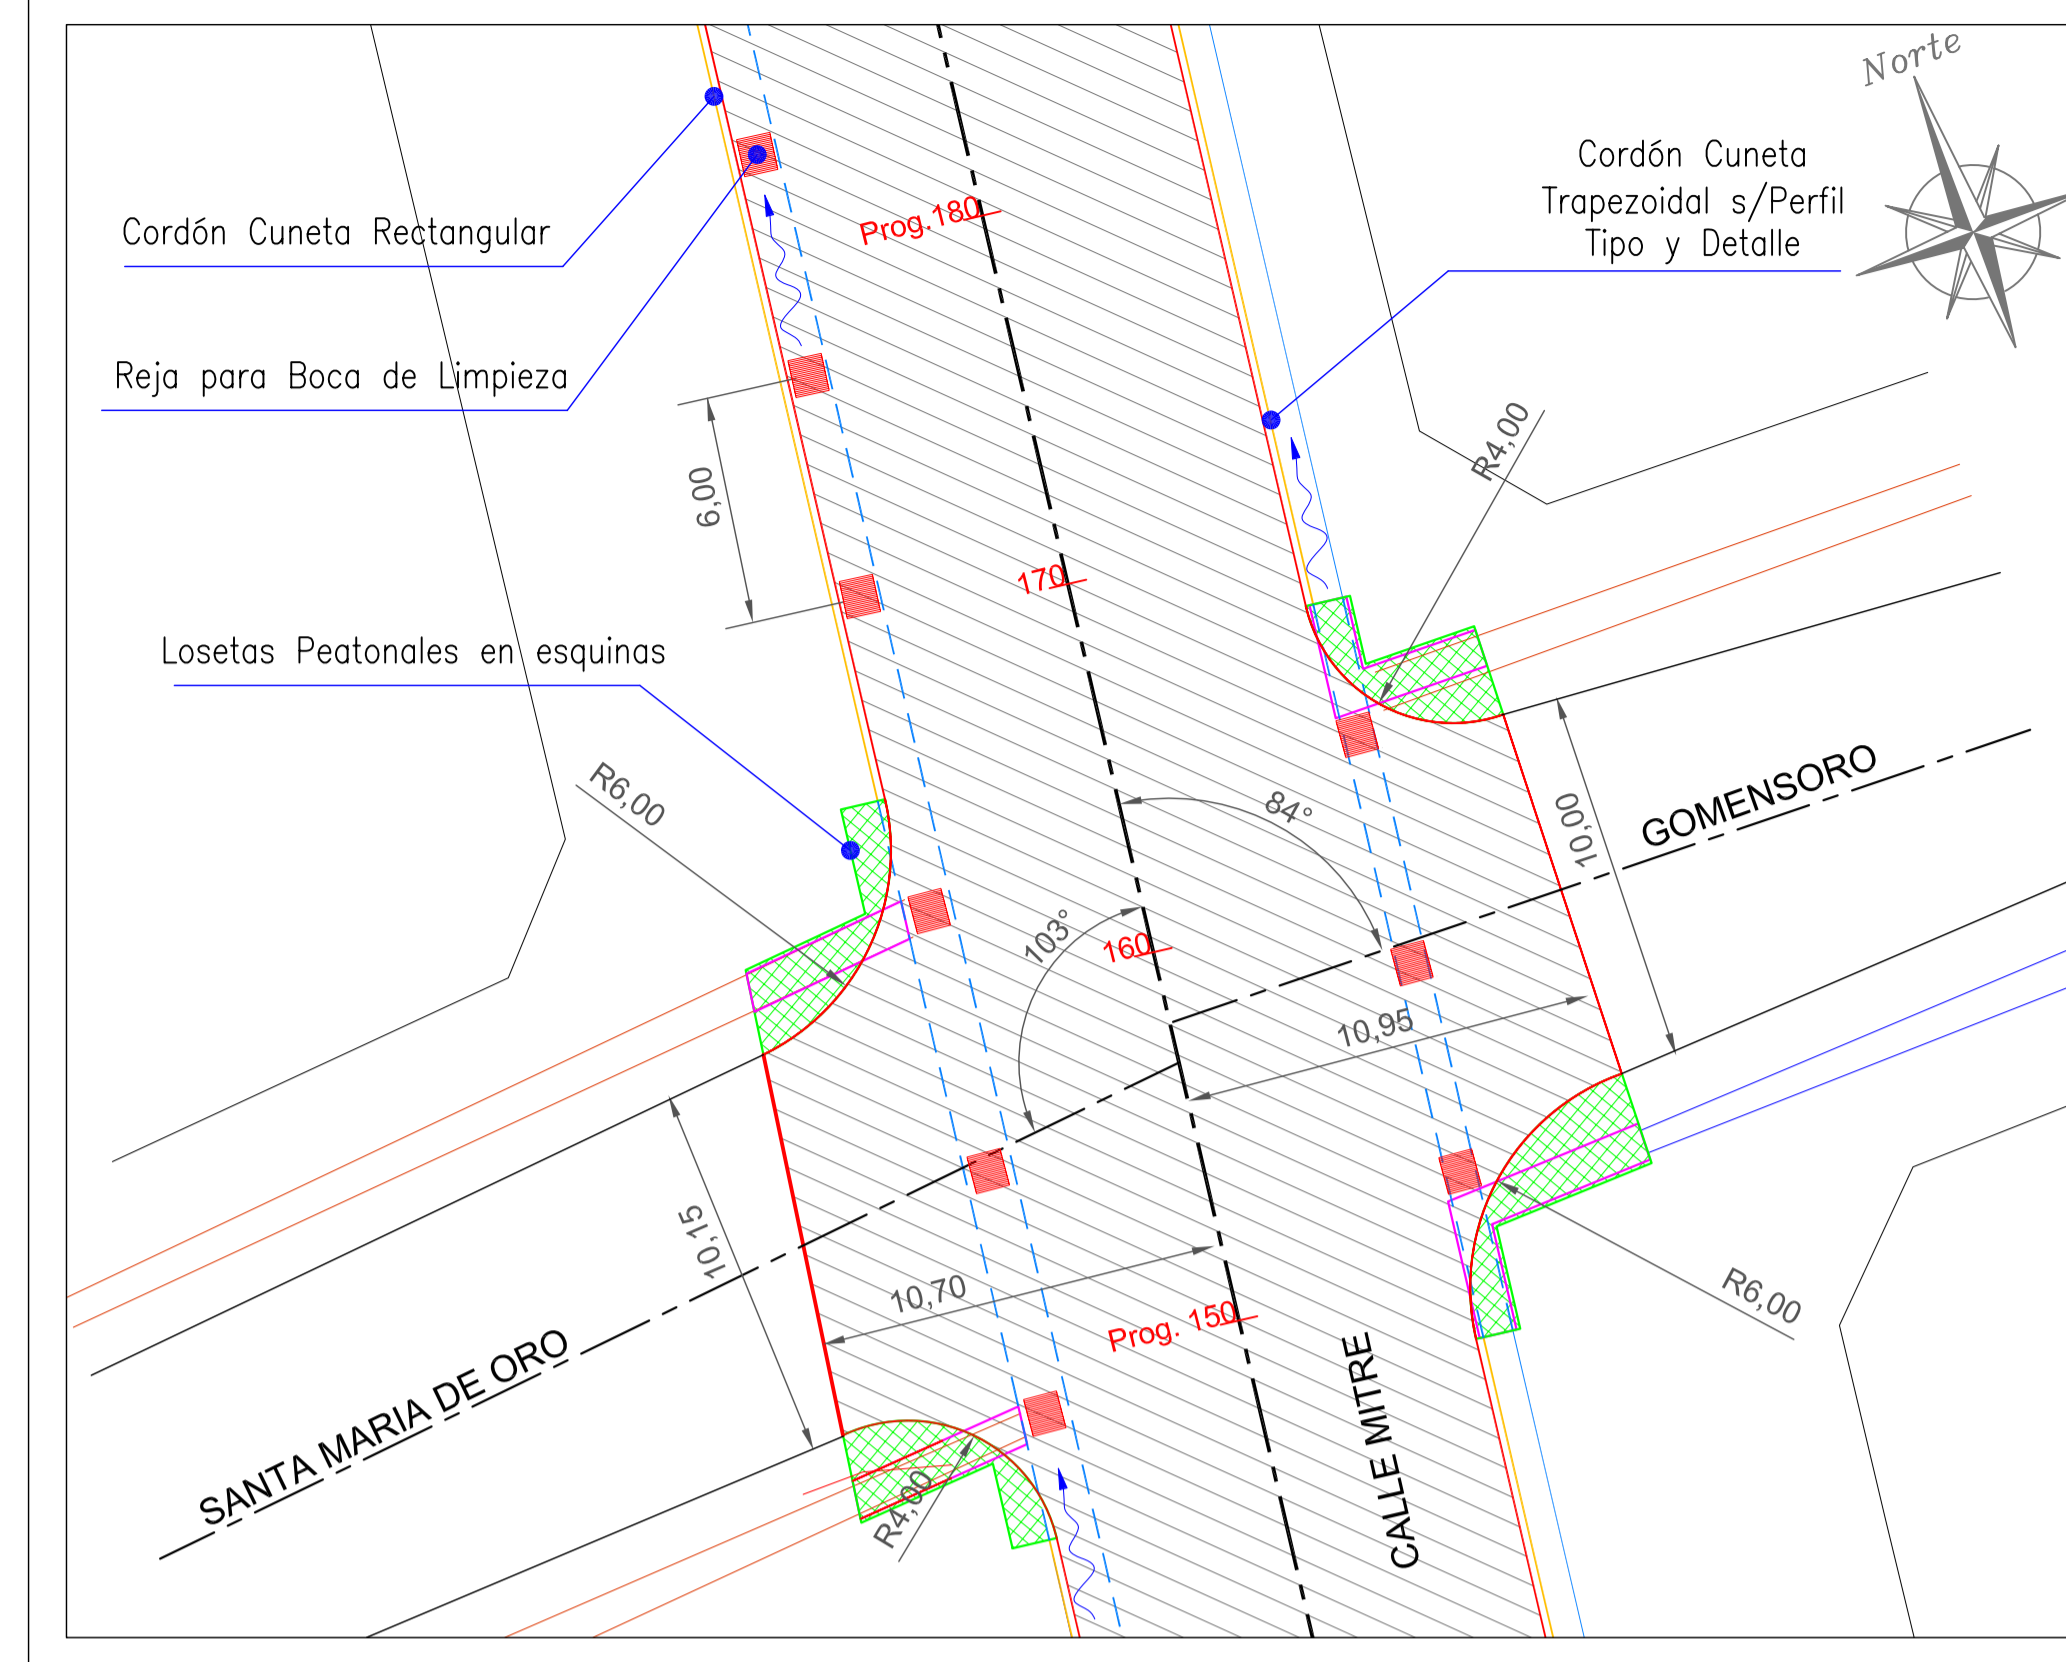 Norte
Cordón Cuneta
Trapezoidal s/Perfil
Tipo y Detalle
Prog.180
Cordón Cuneta Rectangular
Reja para Boca de Limpieza
R4,00
6,00
170
Losetas Peatonales en esquinas
R6,00
84°
10,00
GOMENSORO
103°
160
10,95
10,15
10,70
Prog. 150
R6,00
SANTA MARIA DE ORO
CALLE MITRE
R4,00